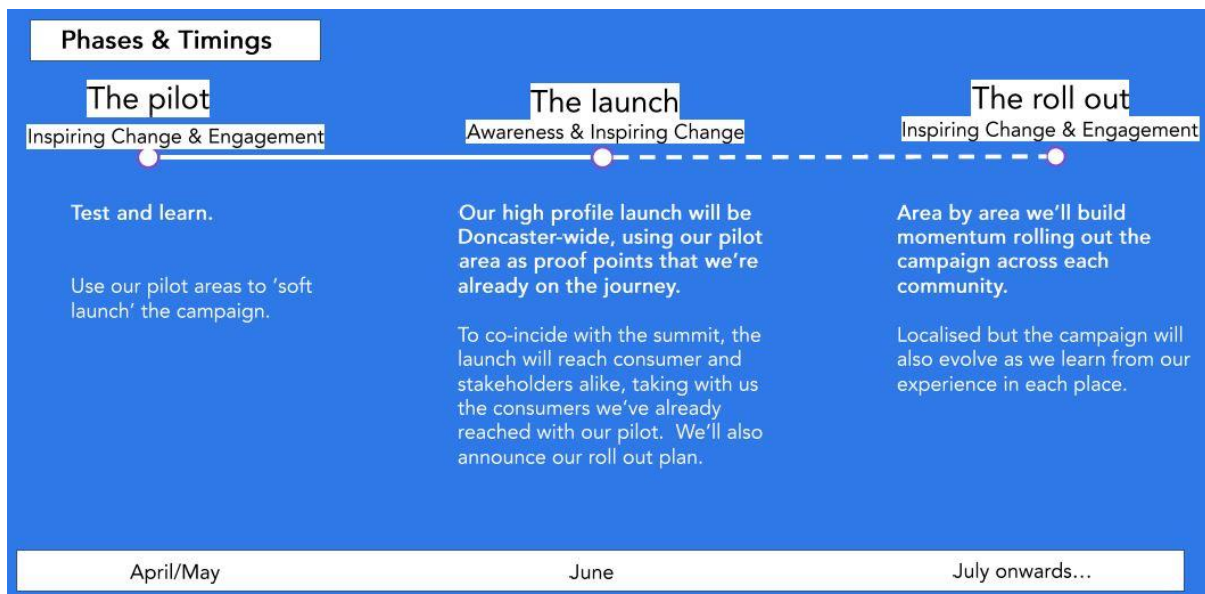 Phases & Timings
The pilot
Inspiring Change & Engagement
Test and learn.
Use our pilot areas to ‘soft
launch’ the campaign.
The launch
Awareness & Inspiring Change
Our high profile launch will be
Doncaster-wide, using our pilot
area as proof points that we’re
already on the journey.
To co-incide with the summit, the
launch will reach consumer and
stakeholders alike, taking with us
the consumers we’ve already
reached with our pilot.  We’ll also
announce our roll out plan.
The roll out
Inspiring Change & Engagement
Area by area we’ll build
momentum rolling out the
campaign across each
community.
Localised but the campaign will
also evolve as we learn from our
experience in each place.
April/May
June
July onwards…